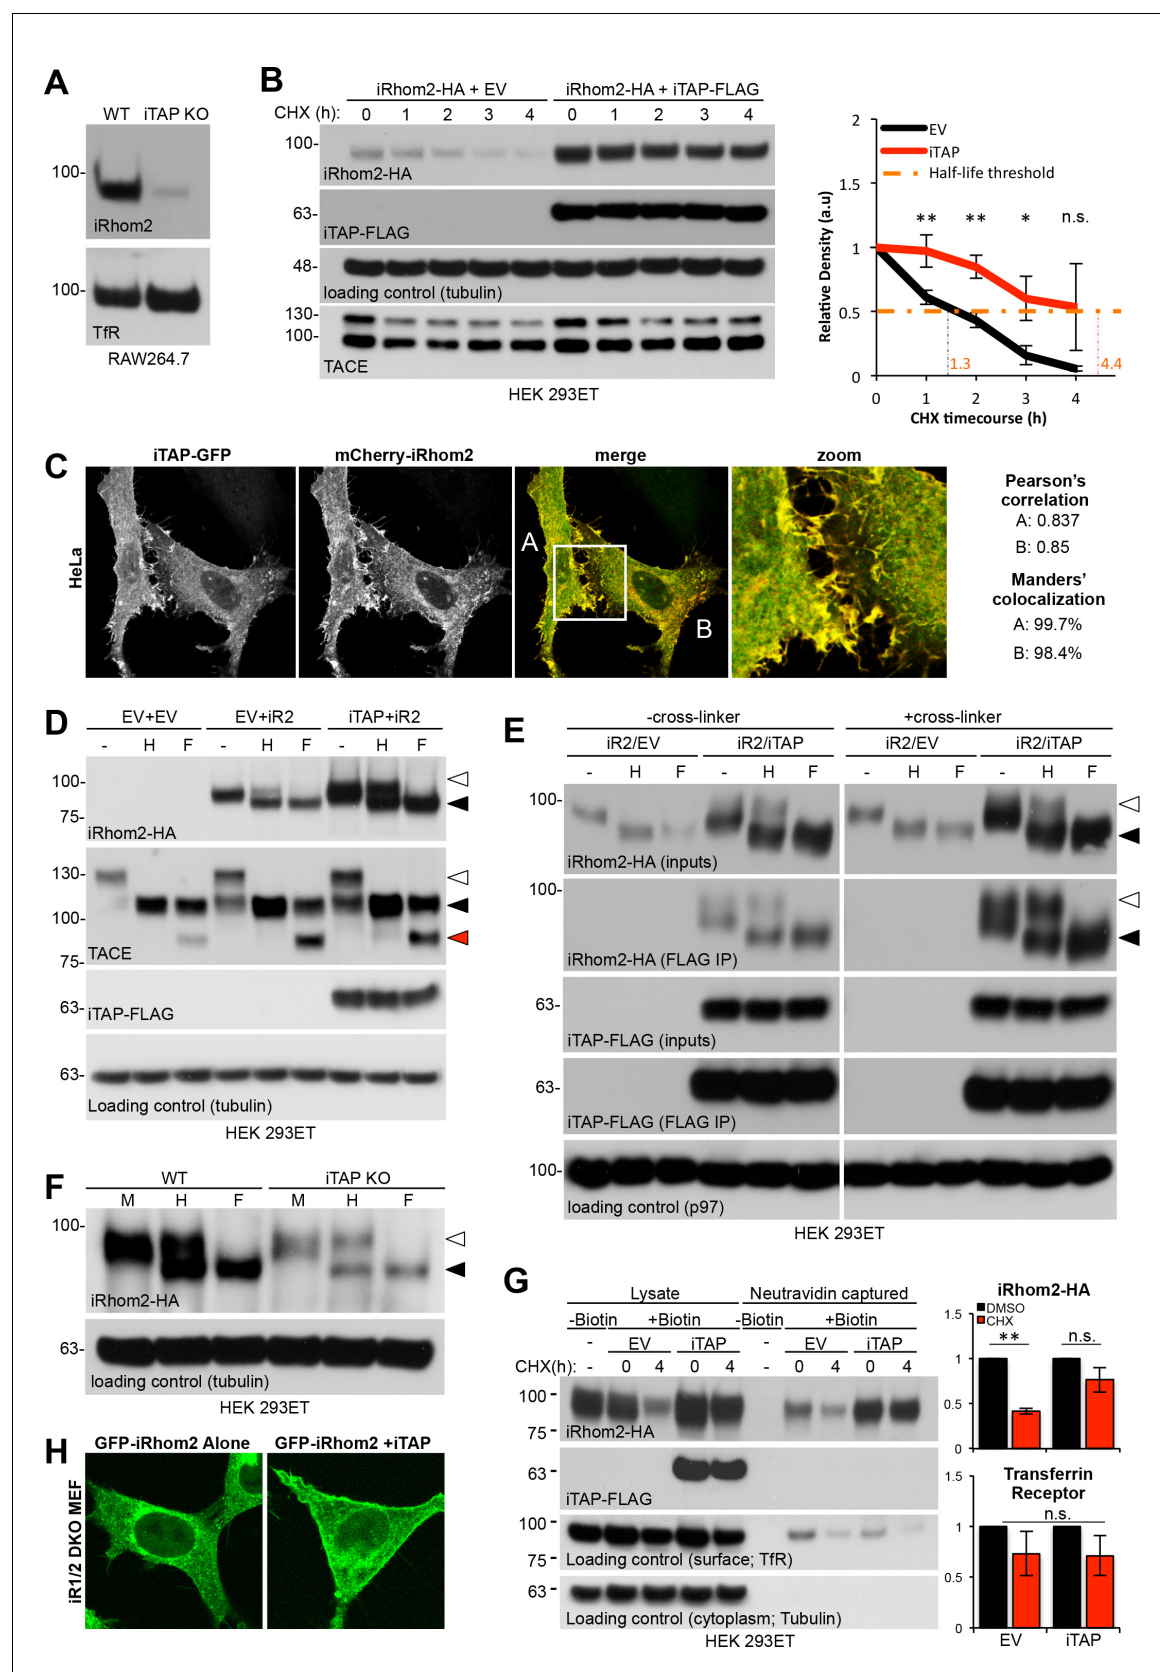 A
WT iTAP KO
100-
iRhom2
100-
TfR
RAW264.7
B
iRhom2-HA + EV iRhom2-HA + iTAP-FLAG
CHX (h): 0 1 2 3 4 0 1 2 3 4
100-
iRhom2-HA
63-
iTAP-FLAG
48-
loading control (tubulin)
130-
100-
TACE
HEK 293ET
2
EV
iTAP
Half-life threshold
1.5
** ** * n.s.
1
0.5
1.3 4.4
0
0 1 2 3 4
Relative Density (a.u)
CHX timecourse (h)
C
iTAP-GFP mCherry-iRhom2 merge zoom
HeLa
A
B
Pearson's
correlation
A: 0.837
B: 0.85
Manders'
colocalization
A: 99.7%
B: 98.4%
D
EV+EV EV+iR2 iTAP+iR2
- H F - H F - H F
100-
75-
iRhom2-HA
130-
100-
75-
TACE
63-
iTAP-FLAG
63-
Loading control (tubulin)
HEK 293ET
E
-cross-linker +cross-linker
iR2/EV iR2/iTAP iR2/EV iR2/iTAP
- H F - H F - H F - H F
100-
iRhom2-HA (inputs)
100-
iRhom2-HA (FLAG IP)
63-
iTAP-FLAG (inputs)
63-
iTAP-FLAG (FLAG IP)
100-
loading control (p97)
HEK 293ET
F
WT iTAP KO
M H F M H F
100-
iRhom2-HA
63-
loading control (tubulin)
HEK 293ET
G
Lysate Neutravidin captured
-Biotin +Biotin -Biotin +Biotin
- EV iTAP - EV iTAP
CHX(h): - 0 4 0 4 - 0 4 0 4
100-
75-
iRhom2-HA
63-
iTAP-FLAG
100-
75-
Loading control (surface; TfR)
63-
Loading control (cytoplasm; Tubulin)
HEK 293ET
iRhom2-HA
1.5
DMSO
CHX
** n.s.
1
0.5
0
Transferrin
Receptor
1.5
n.s.
1
0.5
0
EV iTAP
H
GFP-iRhom2 Alone GFP-iRhom2 +iTAP
iR1/2 DKO MEF